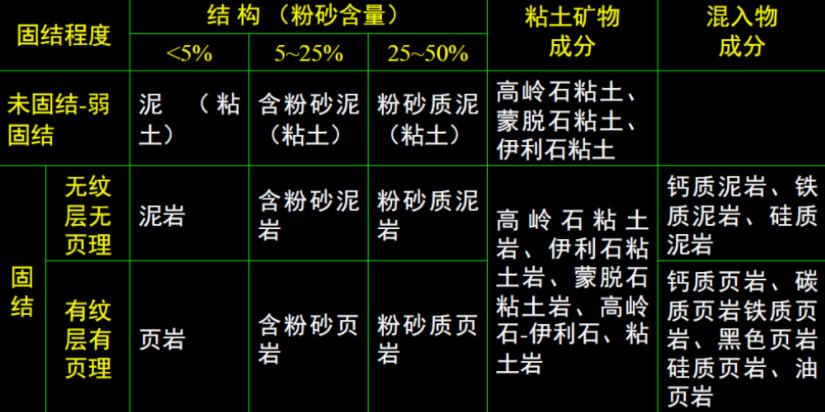 固结程度
结 构 （粉砂含量）
<5%
5~25%
25~50%
粘土矿物
成分
混入物
成分
未固结-弱
固结
泥 （粘
土）
含粉砂泥
（粘土）
粉砂质泥
（粘土）
高岭石粘土、
蒙脱石粘土、
伊利石粘土
固
结
无纹
层无
页理
泥岩
含粉砂泥
岩
粉砂质泥
岩
高岭石粘土
岩、伊利石粘
土岩、蒙脱石
粘土岩、高岭
石-伊利石、粘
土岩
钙质泥岩、铁
质泥岩、硅质
泥岩
有纹
层有
页理
页岩
含粉砂页
岩
粉砂质页
岩
钙质页岩、碳
质页岩铁质页
岩、黑色页岩
硅质页岩、油
页岩